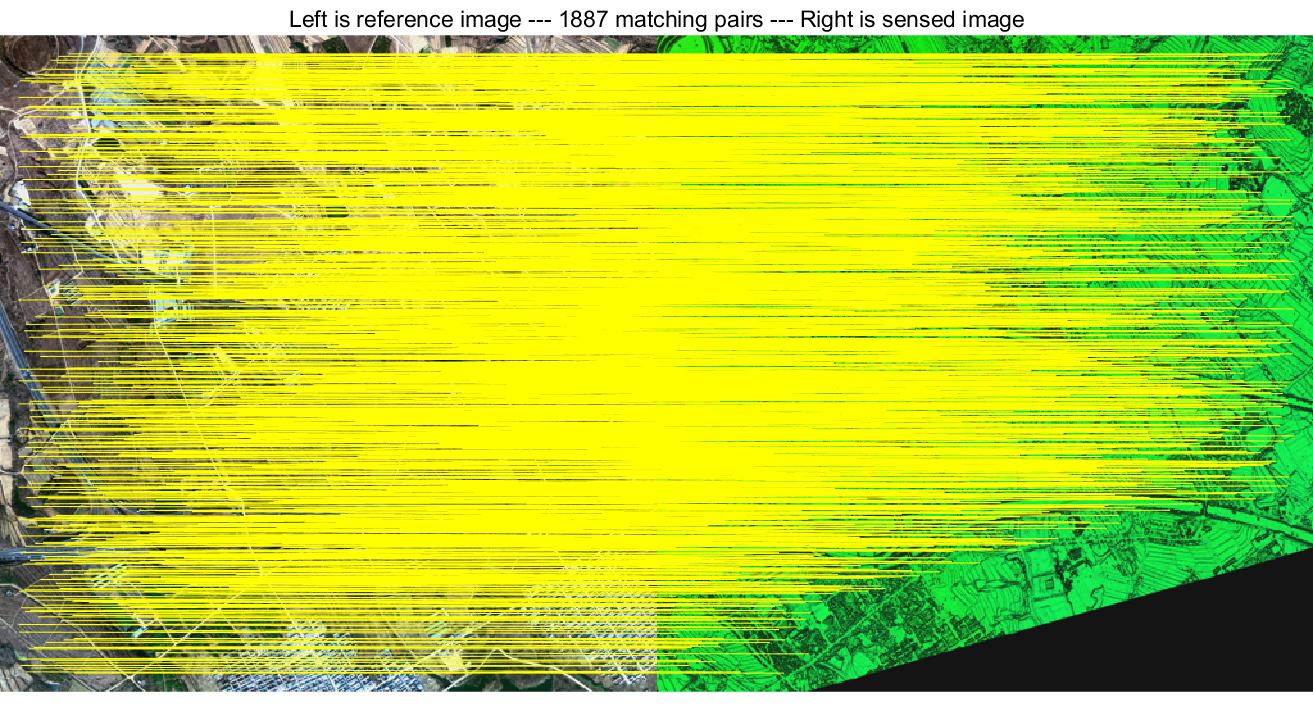 Left is reference image --- 1887 matching pairs --- Right is sensed image